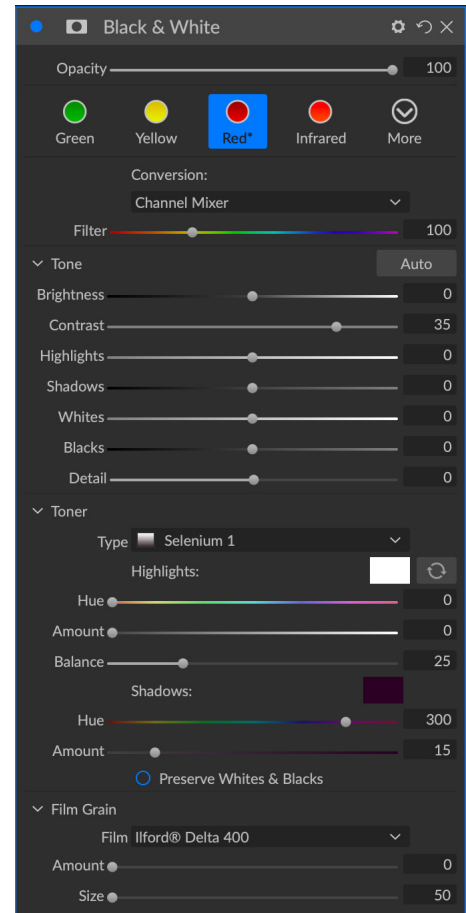 Black & White
Opacity 100
Green Yellow Red* Infrared More
Conversion:
Channel Mixer
Filter 100
Tone Auto
Brightness 0
Contrast 35
Highlights 0
Shadows 0
Whites 0
Blacks 0
Detail 0
Toner
Type Selenium 1
Highlights:
Hue 0
Amount 0
Balance 25
Shadows:
Hue 300
Amount 15
Preserve Whites & Blacks
Film Grain
Film Ilford® Delta 400
Amount 0
Size 50